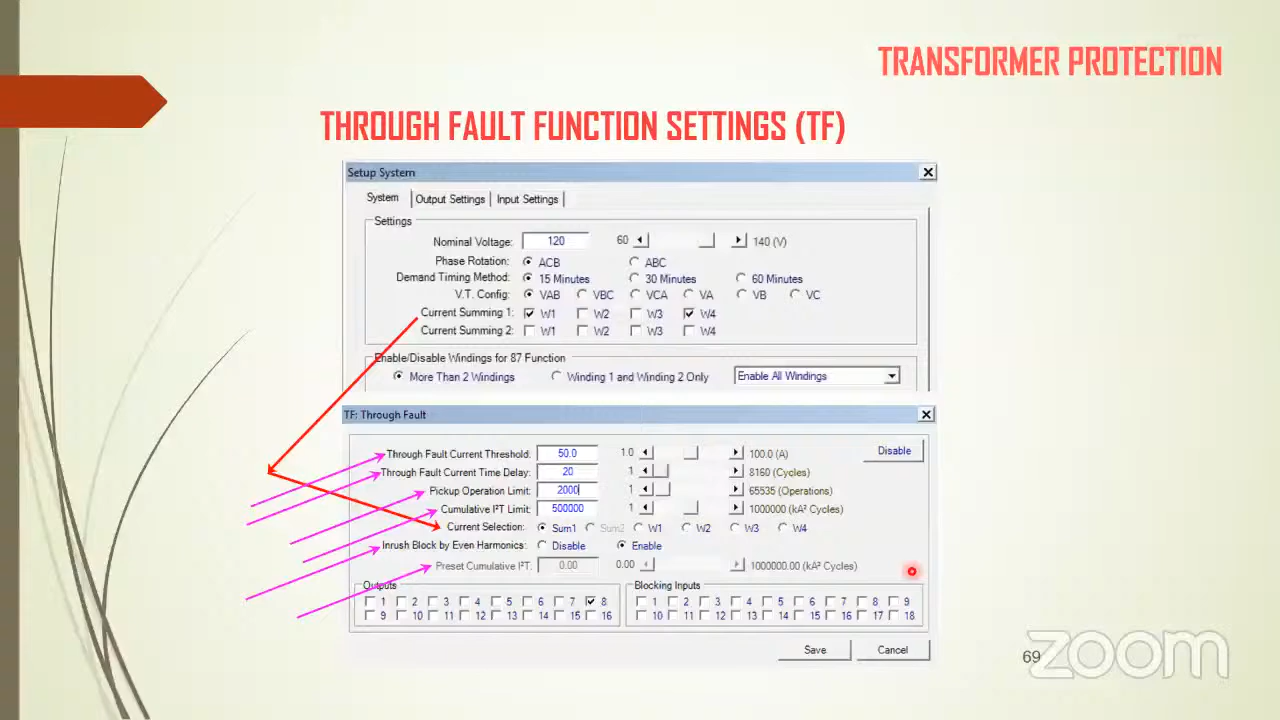 TRANSFORMER PROTECTION
THROUGH FAULT FUNCTION SETTINGS (TF)
Setup System
System Output Settings Input Settings
Settings
Nominal Voltage: 120 60 140 (V)
Phase Rotation: ACB ABC
Demand Timing Method: 15 Minutes 30 Minutes 60 Minutes
V.T. Config: VAB VBC VCA VA VB VC
Current Summing 1: W1 W2 W3 W4
Current Summing 2: W1 W2 W3 W4
Enable/Disable Windings for 87 Function
More Than 2 Windings Winding 1 and Winding 2 Only Enable All Windings
TF: Through Fault
Through Fault Current Threshold: 50.0 1.0 100.0 (A) Disable
Through Fault Current Time Delay: 20 1 8160 (Cycles)
Pickup Operation Limit: 2000 1 65535 (Operations)
Cumulative I²T Limit: 500000 1 1000000 (kA² Cycles)
Current Selection: Sum1 Sum2 W1 W2 W3 W4
Inrush Block by Even Harmonics: Disable Enable
Preset Cumulative I²T: 0.00 0.00 1000000.00 (kA² Cycles)
Outputs Blocking Inputs
1 2 3 4 5 6 7 8 1 2 3 4 5 6 7 8 9
9 10 11 12 13 14 15 16 10 11 12 13 14 15 16 17 18
Save Cancel
69
zoom